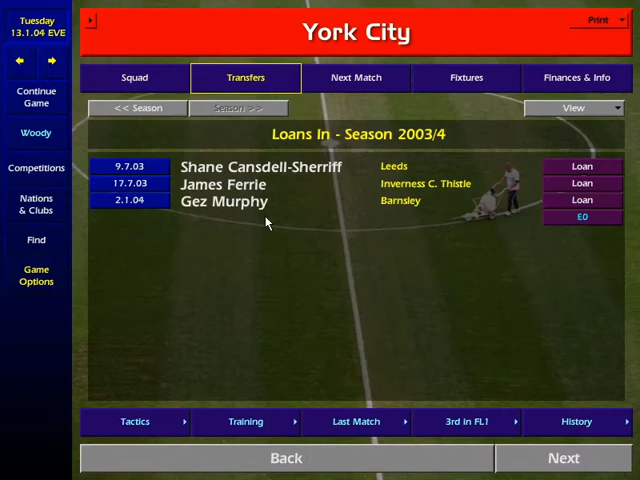 Tuesday
13.1.04 EVE
York City
Print
Squad
Transfers
Next Match
Fixtures
Finances & Info
Continue
Game
<< Season
Season >>
View
Woody
Loans In - Season 2003/4
Competitions
9.7.03 Shane Cansdell-Sherriff Leeds Loan
17.7.03 James Ferrie Inverness C. Thistle Loan
2.1.04 Gez Murphy Barnsley Loan
£0
Nations
& Clubs
Find
Game
Options
Tactics
Training
Last Match
3rd in FL1
History
Back
Next